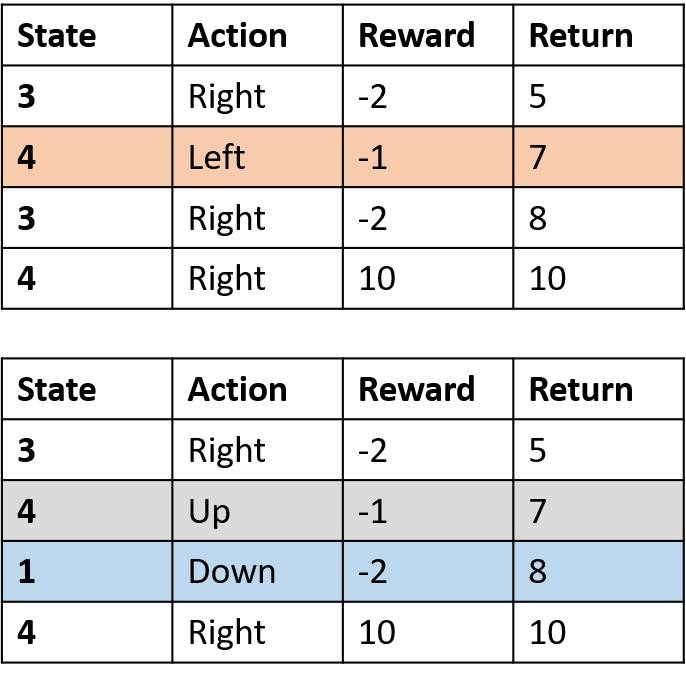 State Action Reward Return
3 Right -2 5
4 Left -1 7
3 Right -2 8
4 Right 10 10
State Action Reward Return
3 Right -2 5
4 Up -1 7
1 Down -2 8
4 Right 10 10